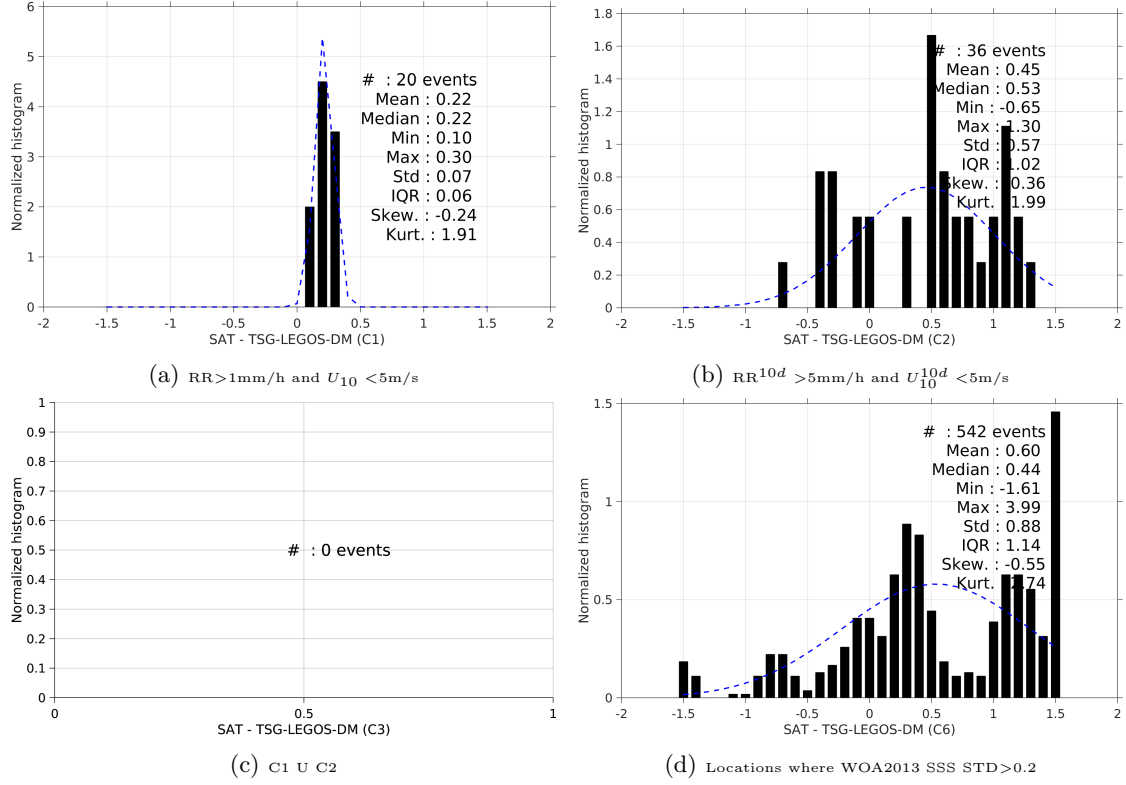 6
5
4
3
2
1
0
Normalized histogram
# : 20 events
Mean : 0.22
Median : 0.22
Min : 0.10
Max : 0.30
Std : 0.07
IQR : 0.06
Skew. : -0.24
Kurt. : 1.91
-2 -1.5 -1 -0.5 0 0.5 1 1.5 2
SAT - TSG-LEGOS-DM (C1)
(a) RR>1mm/h and U10 <5m/s
1.8
1.6
1.4
1.2
1
0.8
0.6
0.4
0.2
0
Normalized histogram
# : 36 events
Mean : 0.45
Median : 0.53
Min : -0.65
Max : 1.30
Std : 0.57
IQR : 1.02
Skew. :
Kurt. : 1.99
-2 -1.5 -1 -0.5 0 0.5 1 1.5 2
SAT - TSG-LEGOS-DM (C2)
(b) RR10d >5mm/h and U10 10d <5m/s
1
0.9
0.8
0.7
0.6
0.5
0.4
0.3
0.2
0.1
0
Normalized histogram
# : 0 events
0 0.5 1
SAT - TSG-LEGOS-DM (C3)
(c) C1 U C2
1.5
1
0.5
0
Normalized histogram
# : 542 events
Mean : 0.60
Median : 0.44
Min : -1.61
Max : 3.99
Std : 0.88
IQR : 1.14
Skew. : -0.55
Kurt. : 2.74
-2 -1.5 -1 -0.5 0 0.5 1 1.5 2
SAT - TSG-LEGOS-DM (C6)
(d) Locations where WOA2013 SSS STD>0.2